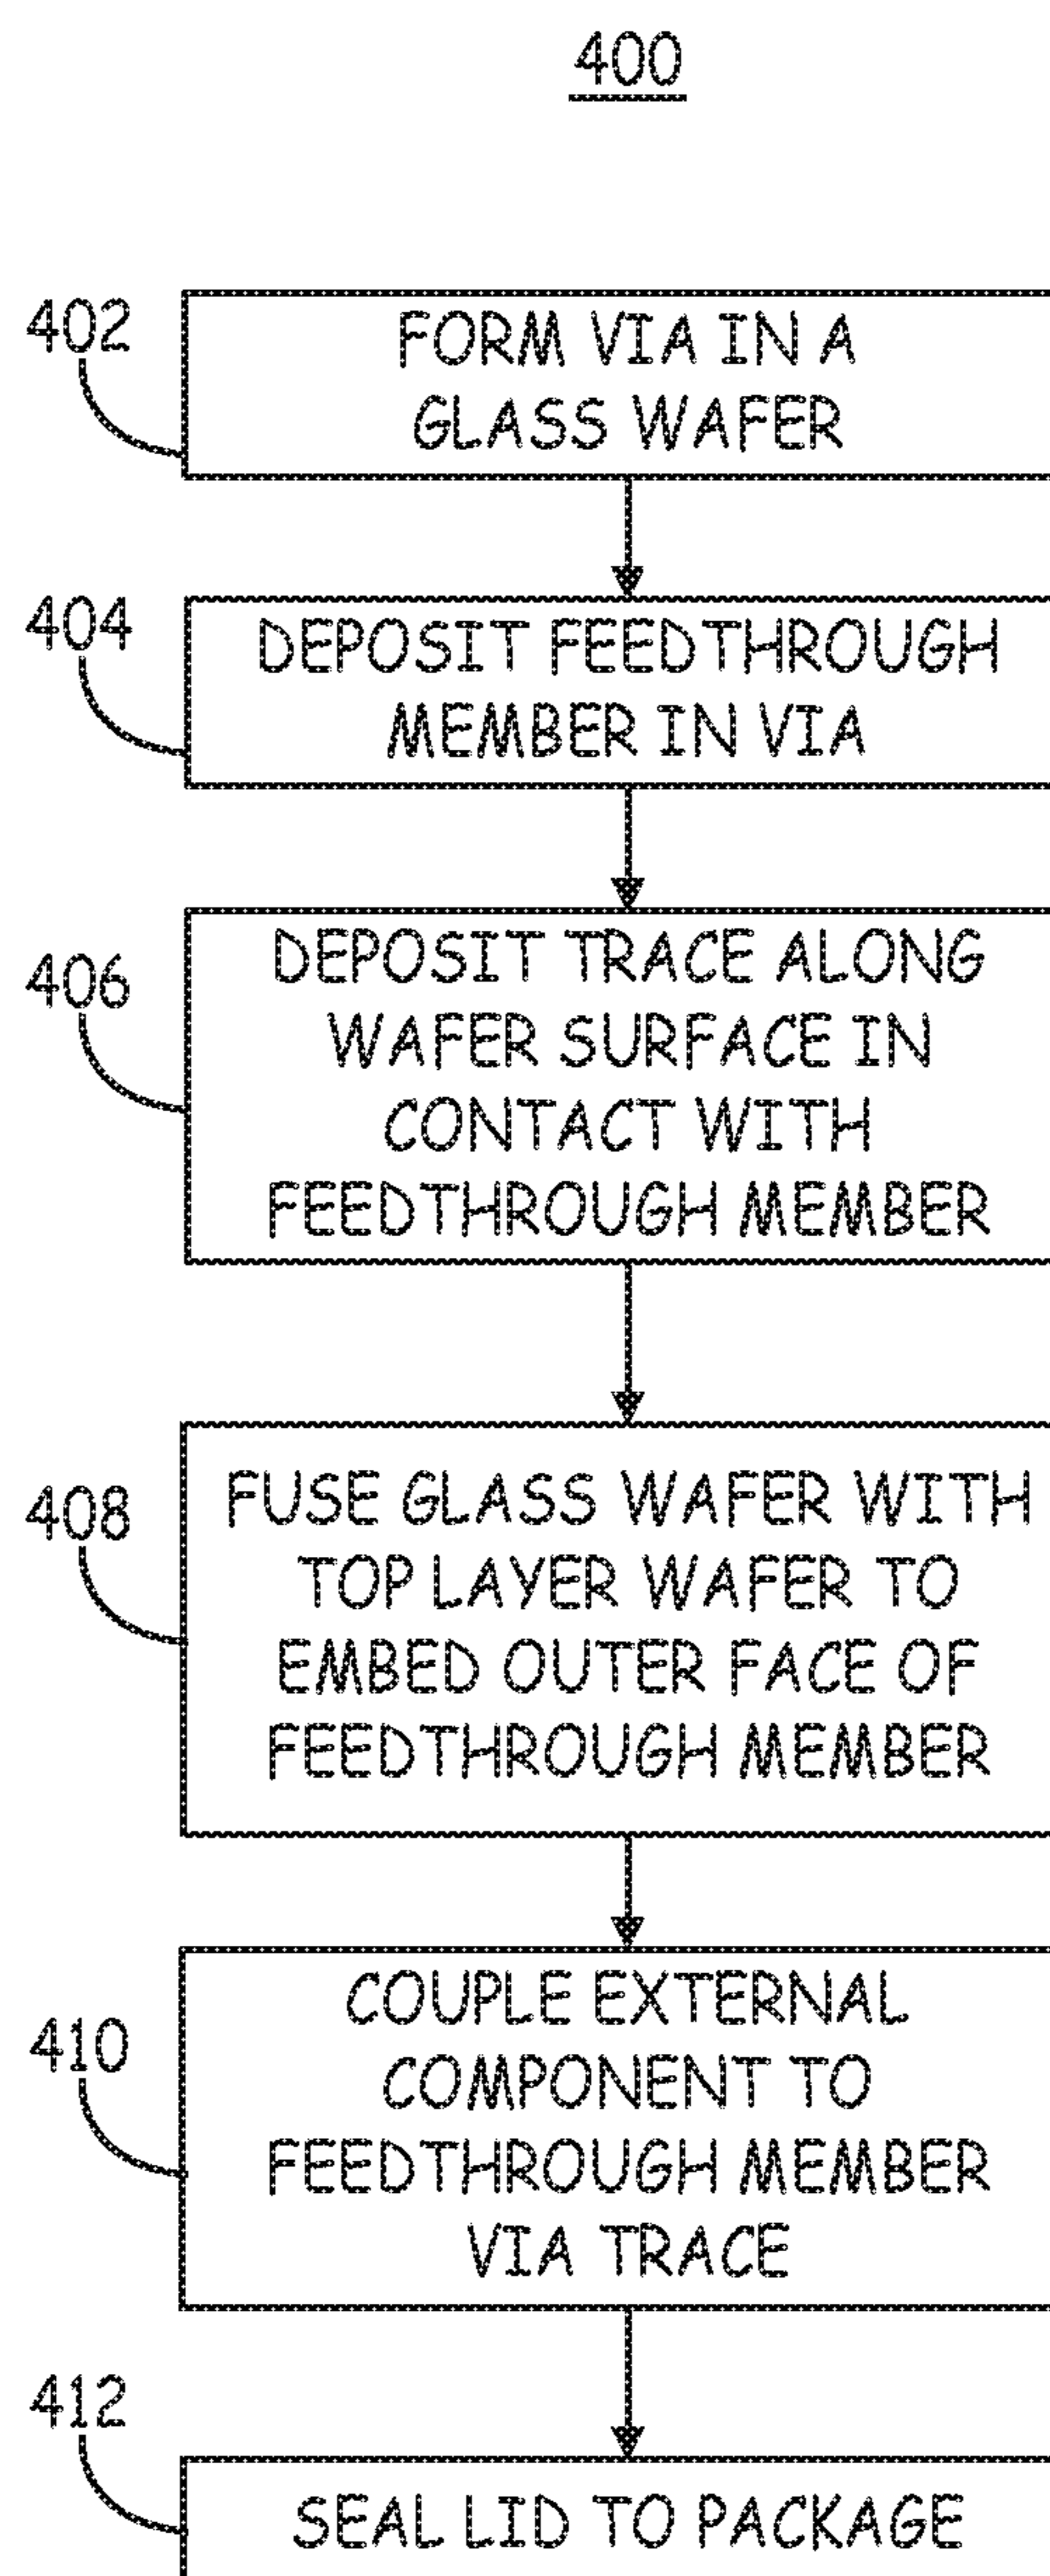 400
402
FORM VIA IN A
GLASS WAFER
404
DEPOSIT FEEDTHROUGH
MEMBER IN VIA
406
DEPOSIT TRACE ALONG
WAFER SURFACE IN
CONTACT WITH
FEEDTHROUGH MEMBER
408
FUSE GLASS WAFER WITH
TOP LAYER WAFER TO
EMBED OUTER FACE OF
FEEDTHROUGH MEMBER
410
COUPLE EXTERNAL
COMPONENT TO
FEEDTHROUGH MEMBER
VIA TRACE
412
SEAL LID TO PACKAGE